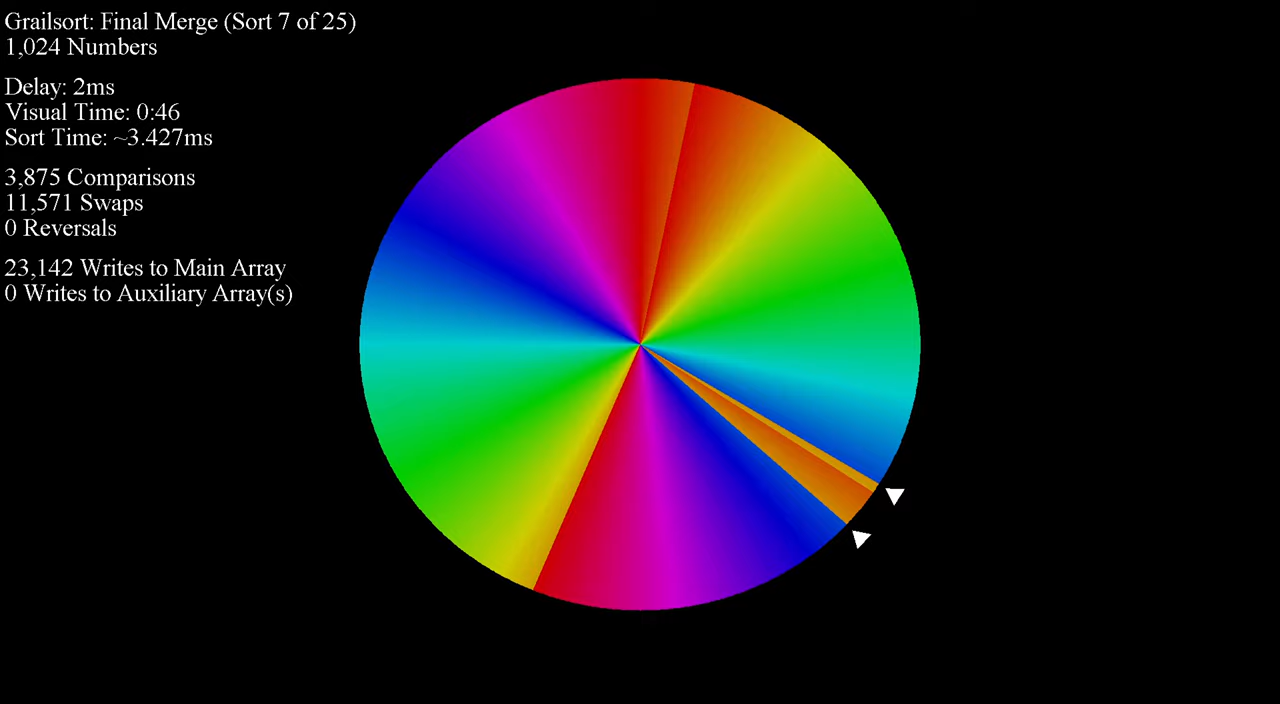 Grailsort: Final Merge (Sort 7 of 25)
1,024 Numbers
Delay: 2ms
Visual Time: 0:46
Sort Time: ~3.427ms
3,875 Comparisons
11,571 Swaps
0 Reversals
23,142 Writes to Main Array
0 Writes to Auxiliary Array(s)